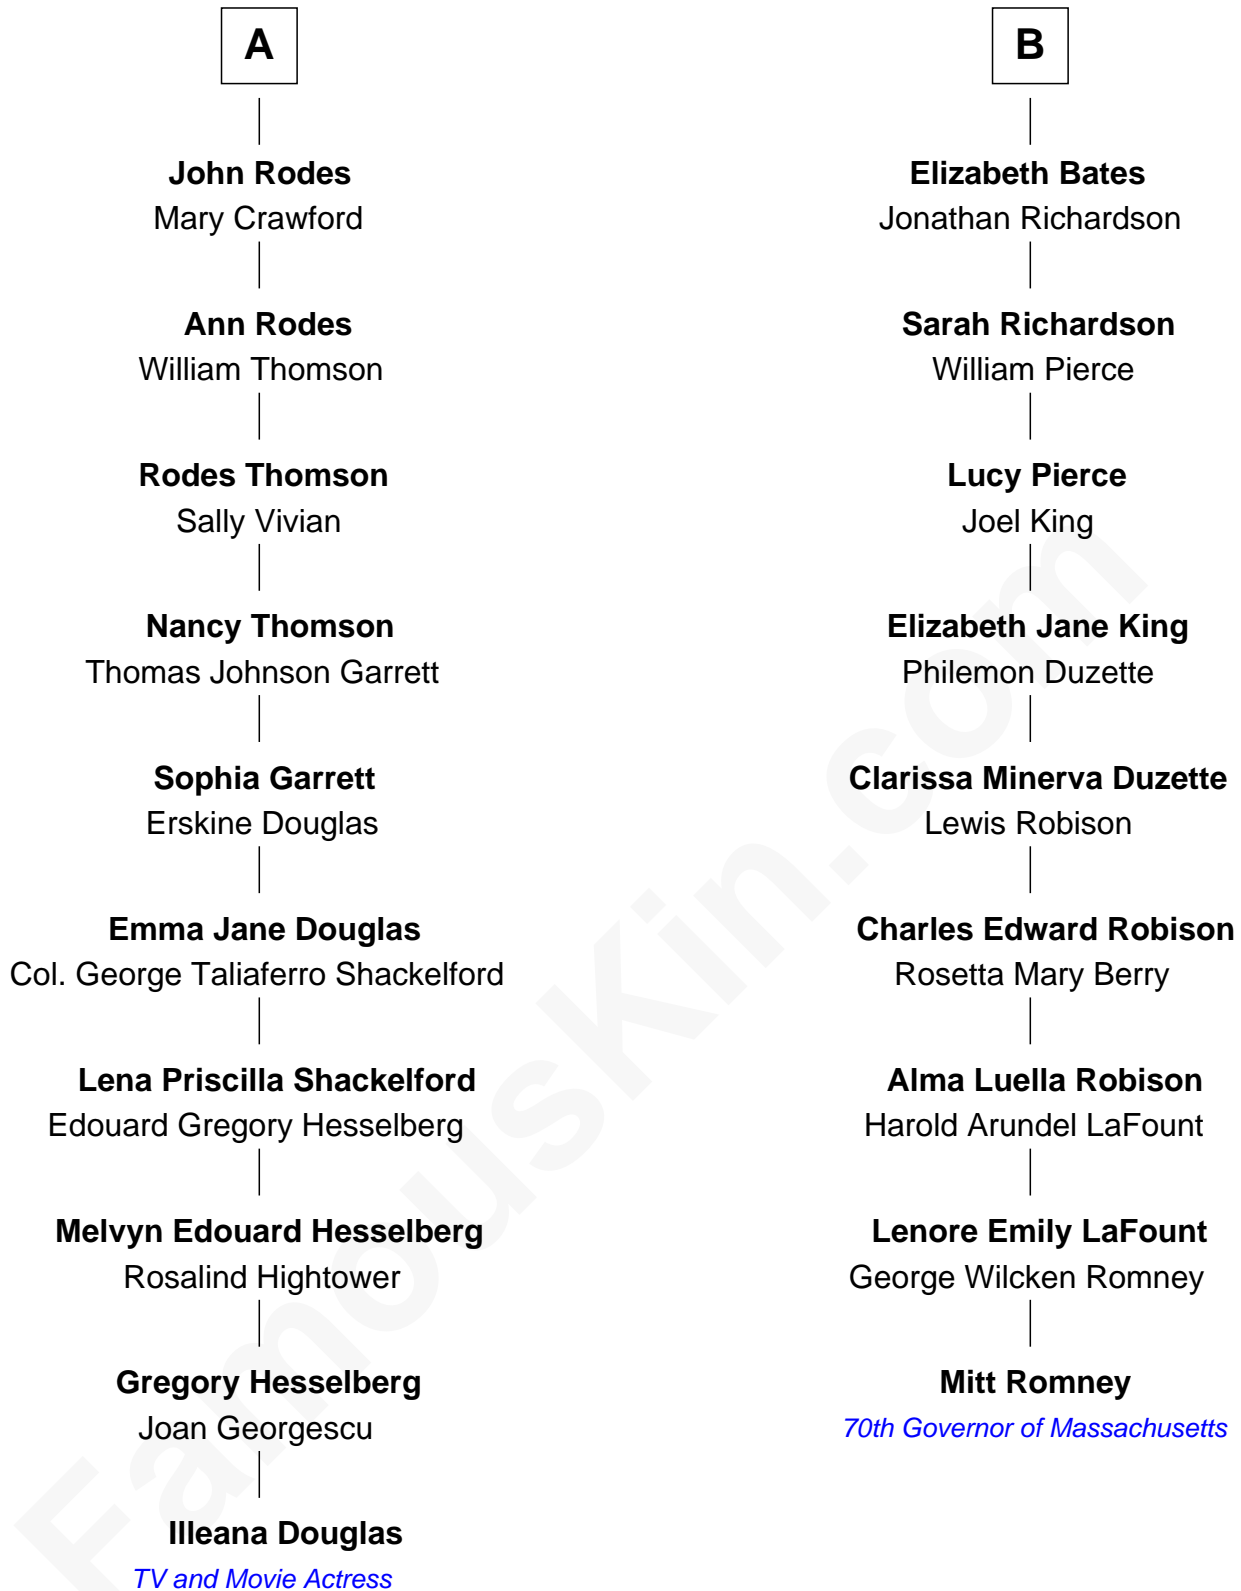 A
John Rodes
Mary Crawford
Ann Rodes
William Thomson
Rodes Thomson
Sally Vivian
Nancy Thomson
Thomas Johnson Garrett
Sophia Garrett
Erskine Douglas
Emma Jane Douglas
Col. George Taliaferro Shackelford
Lena Priscilla Shackelford
Edouard Gregory Hesselberg
Melvyn Edouard Hesselberg
Rosalind Hightower
Gregory Hesselberg
Joan Georgescu
Illeana Douglas
TV and Movie Actress
B
Elizabeth Bates
Jonathan Richardson
Sarah Richardson
William Pierce
Lucy Pierce
Joel King
Elizabeth Jane King
Philemon Duzette
Clarissa Minerva Duzette
Lewis Robison
Charles Edward Robison
Rosetta Mary Berry
Alma Luella Robison
Harold Arundel LaFount
Lenore Emily LaFount
George Wilcken Romney
Mitt Romney
70th Governor of Massachusetts
FamousKin.com